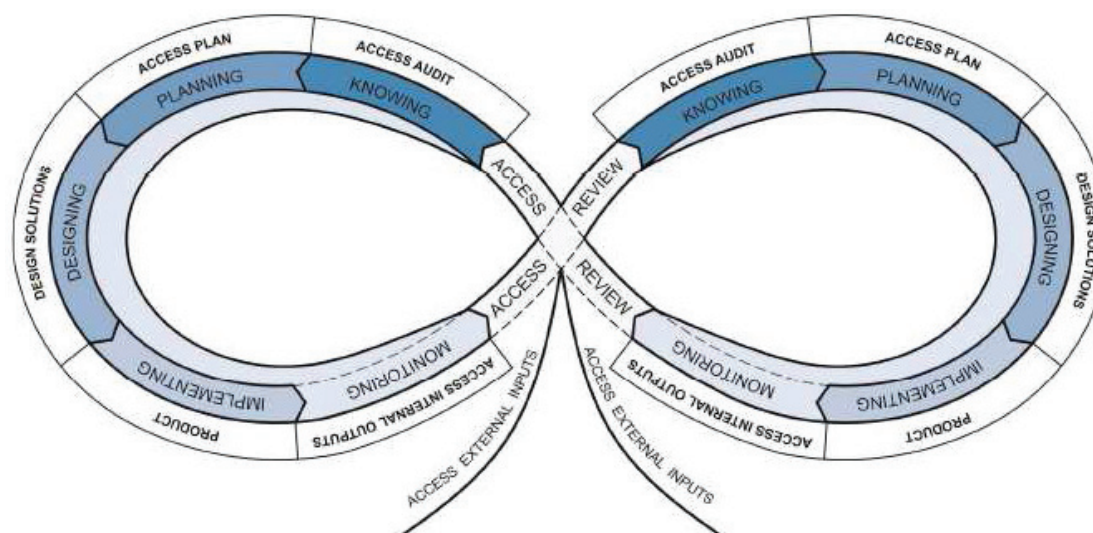 ACCESS PLAN
ACCESS AUDIT
PLANNING
KNOWING
DESIGN SOLUTIONS
DESIGNING
IMPLEMENTING
PRODUCT
MONITORING
ACCESS INTERNAL OUTPUTS
ACCESS
REVIEW
ACCESS
REVIEW
ACCESS EXTERNAL INPUTS
ACCESS EXTERNAL INPUTS
ACCESS AUDIT
ACCESS PLAN
KNOWING
PLANNING
DESIGNING
DESIGN SOLUTIONS
IMPLEMENTING
PRODUCT
MONITORING
ACCESS INTERNAL OUTPUTS